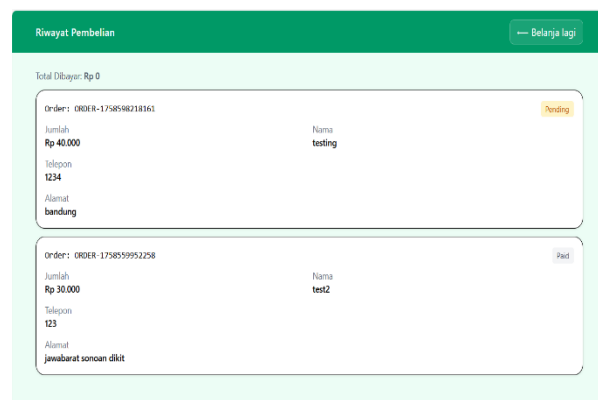 Riwayat Pembelian
⟵ Belanja lagi
Total Dibayar: Rp 0
Order: ORDER-1758598218161
Pending
Jumlah
Rp 40.000
Nama
testing
Telepon
1234
Alamat
bandung
Order: ORDER-1758559952258
Paid
Jumlah
Rp 30.000
Nama
test2
Telepon
123
Alamat
jawabarat sonoan dikit